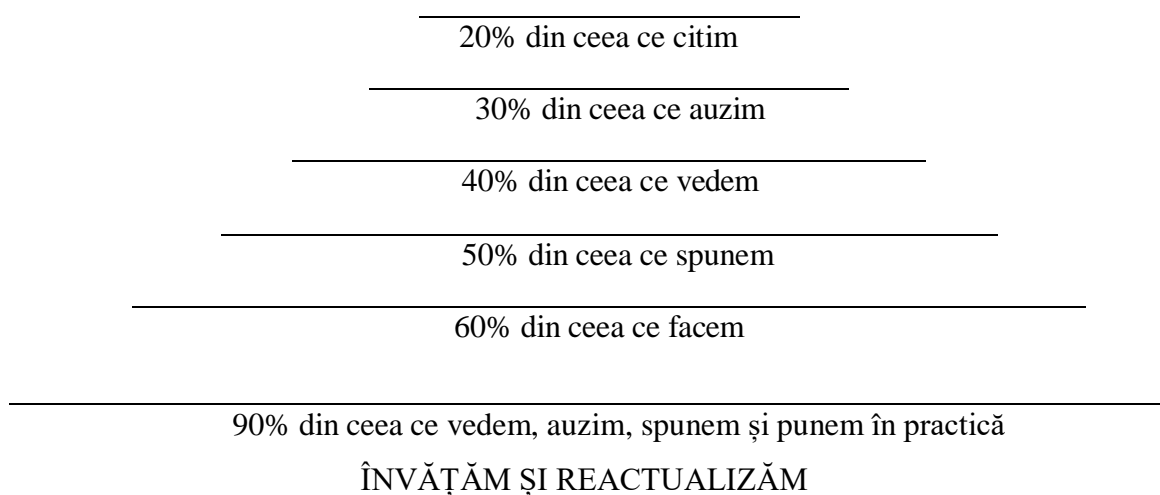 20% din ceea ce citim
30% din ceea ce auzim
40% din ceea ce vedem
50% din ceea ce spunem
60% din ceea ce facem
90% din ceea ce vedem, auzim, spunem și punem în practică
ÎNVĂȚĂM ȘI REACTUALIZĂM